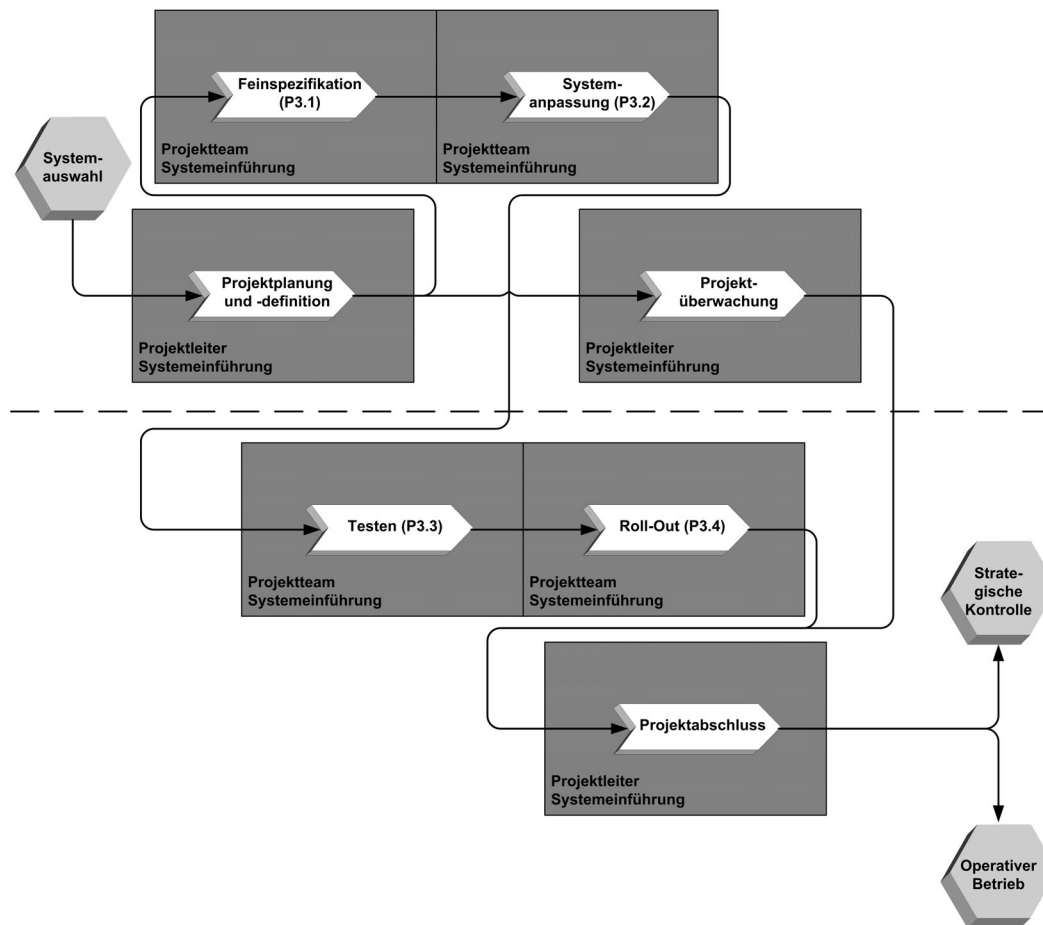 Feinspezifikation
(P3.1)
System-
anpassung (P3.2)
Projektteam
Systemeinführung
Projektteam
Systemeinführung
System-
auswahl
Projektplanung
und -definition
Projektleiter
Systemeinführung
Projekt-
überwachung
Projektleiter
Systemeinführung
Testen (P3.3)
Projektteam
Systemeinführung
Roll-Out (P3.4)
Projektteam
Systemeinführung
Strate-
gische
Kontrolle
Projektabschluss
Projektleiter
Systemeinführung
Operativer
Betrieb